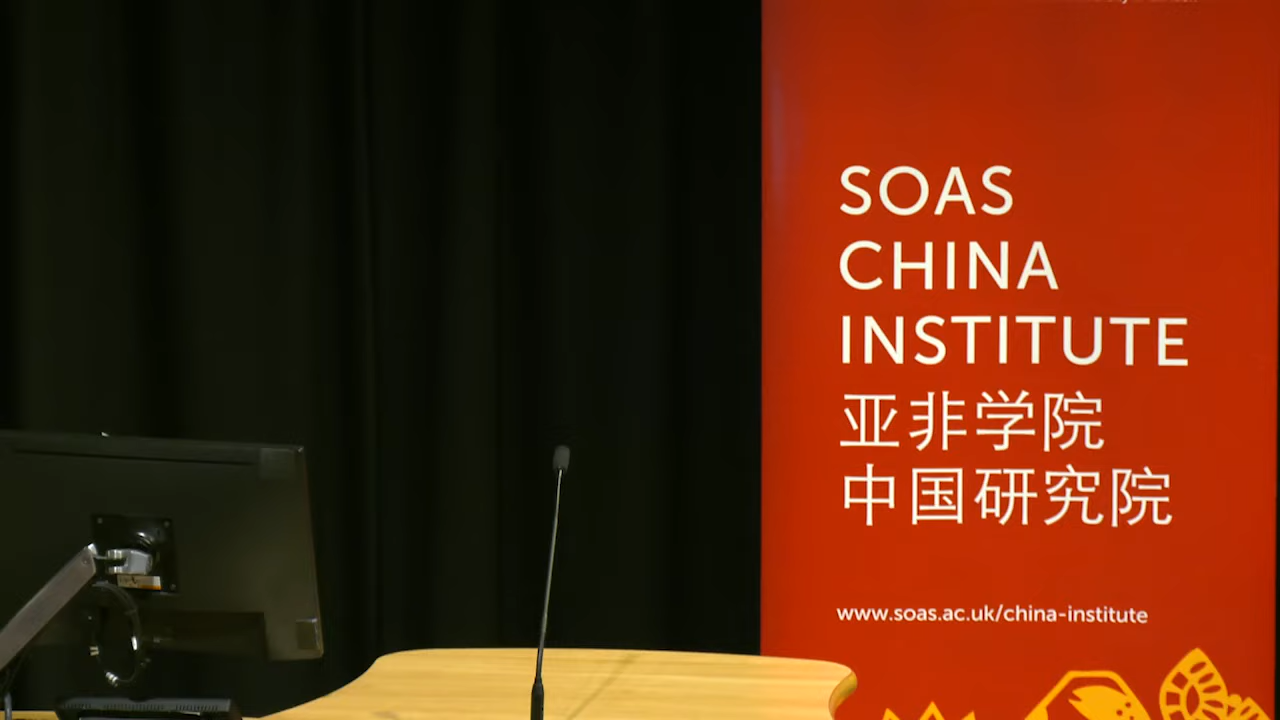 SOAS
CHINA
INSTITUTE
亚非学院
中国研究院
www.soas.ac.uk/china-institute